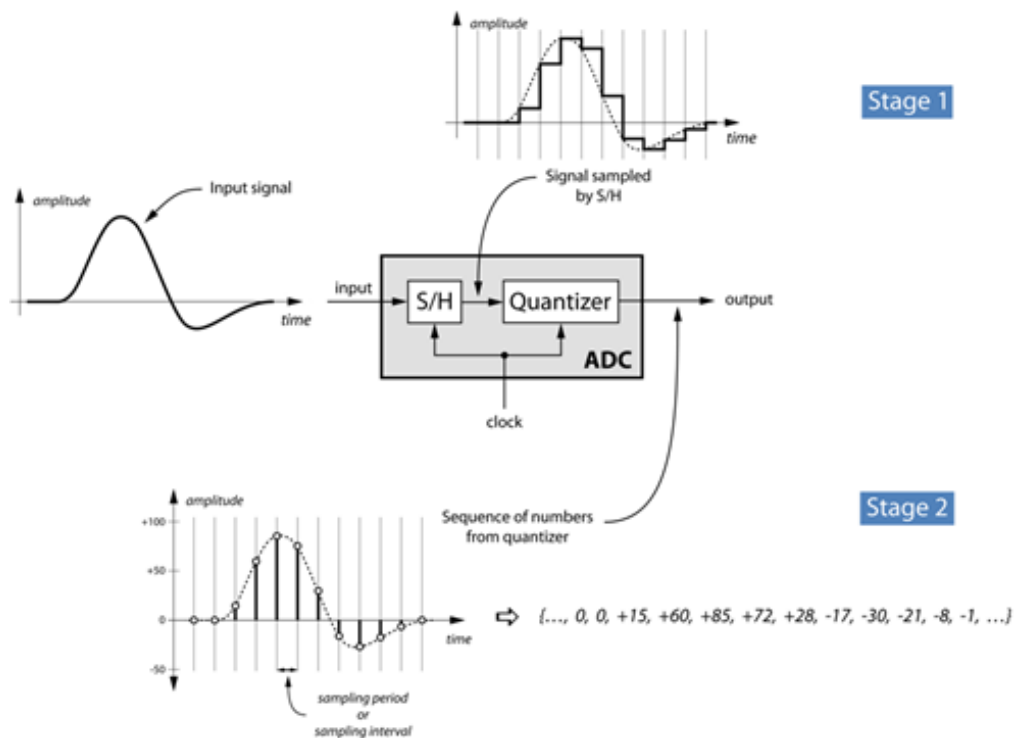 amplitude
Stage 1
time
Signal sampled
by S/H
Input signal
amplitude
time
input
S/H
Quantizer
output
ADC
clock
Stage 2
amplitude
+100
+50
0
-50
time
Sequence of numbers
from quantizer
{..., 0, 0, +15, +60, +85, +72, +28, -17, -30, -21, -8, -1, ...}
sampling period
or
sampling interval